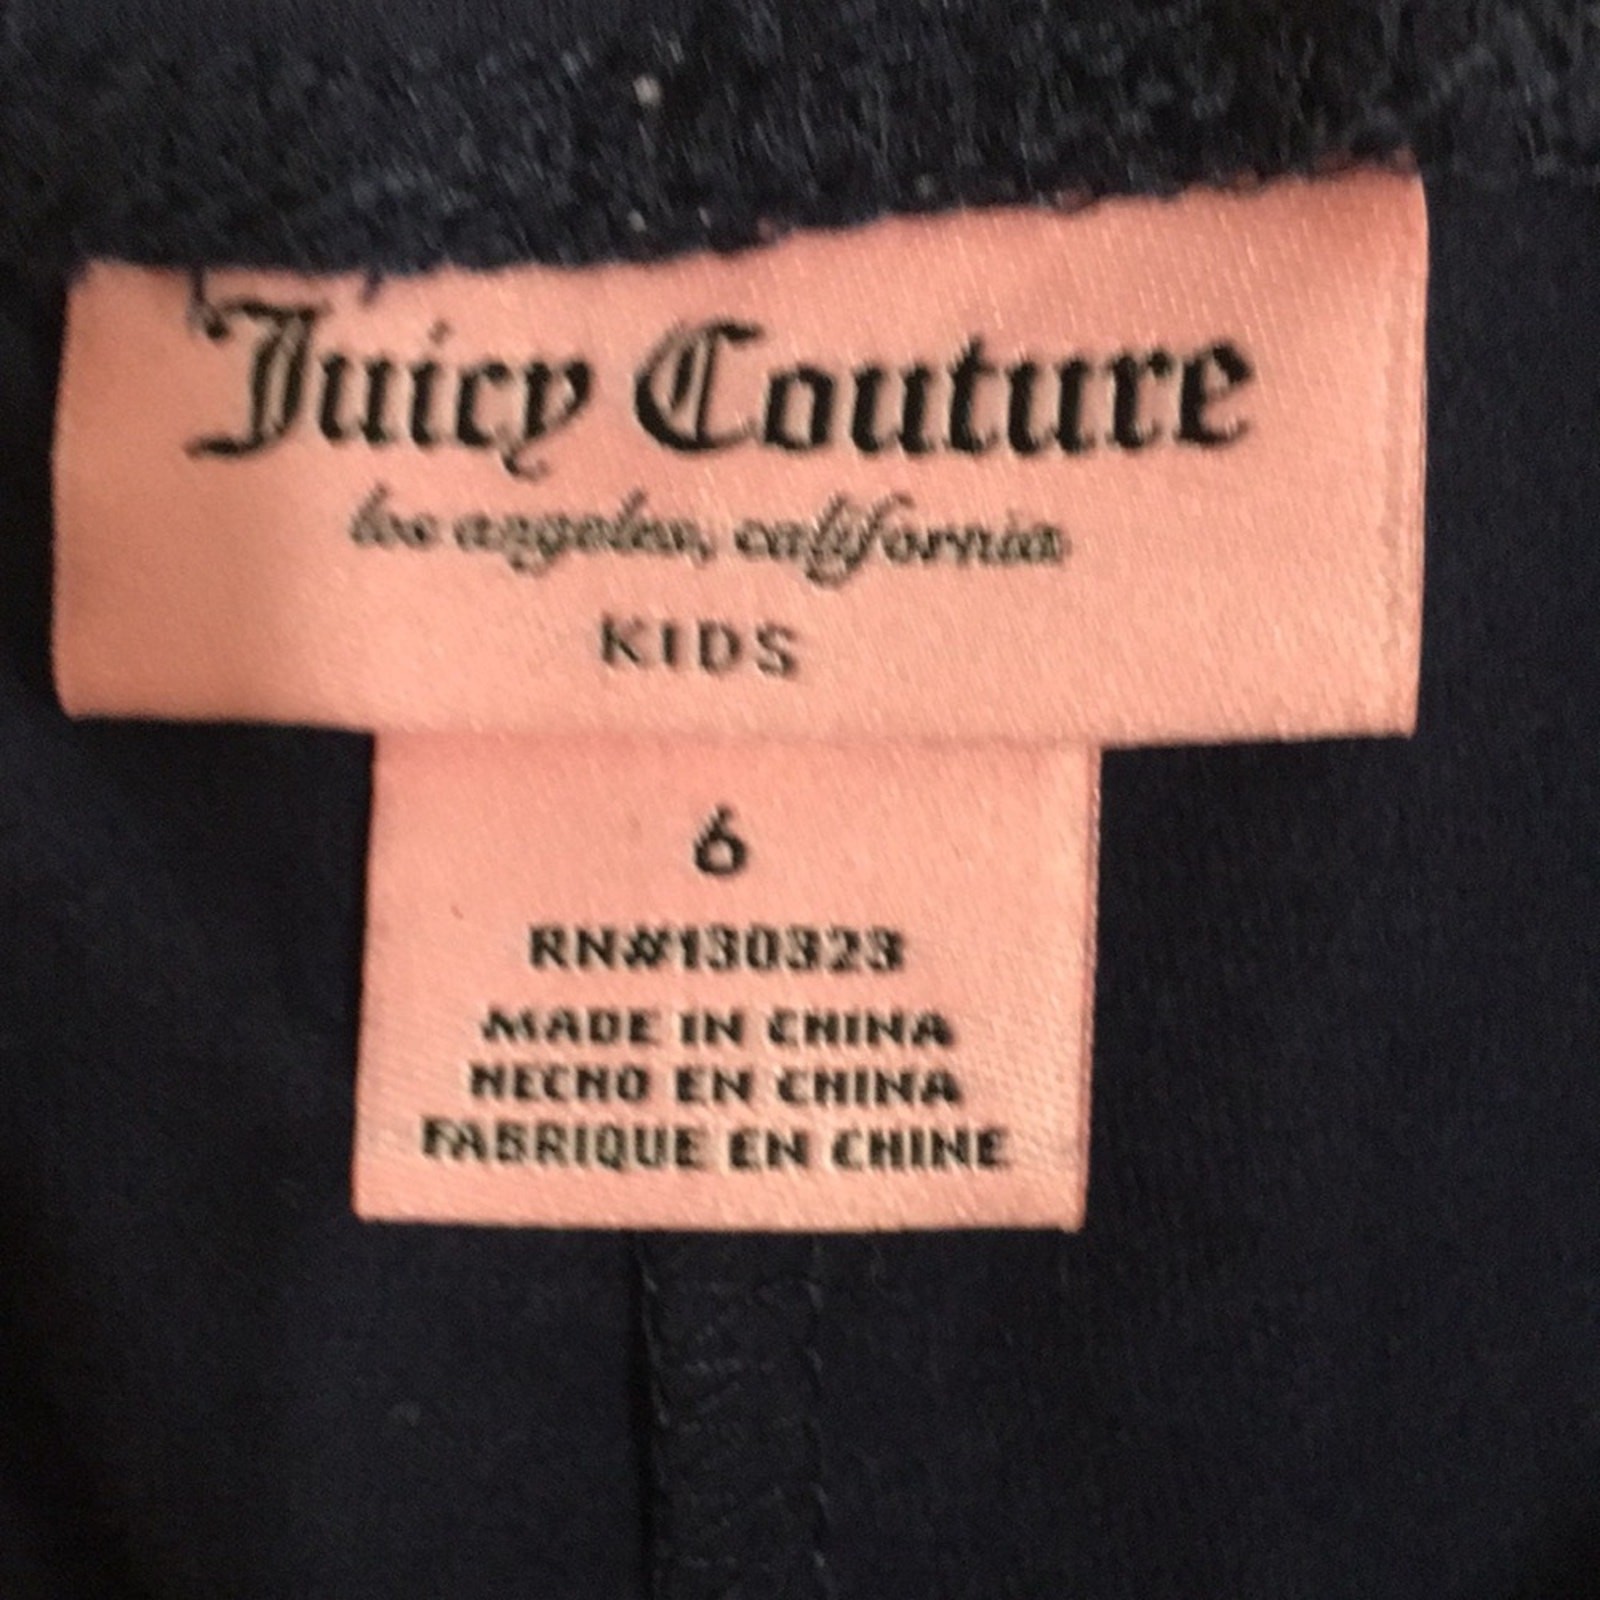 Juicy Couture
los angeles, california
KIDS
6
RN#130323
MADE IN CHINA
HECHO EN CHINA
FABRIQUE EN CHINE